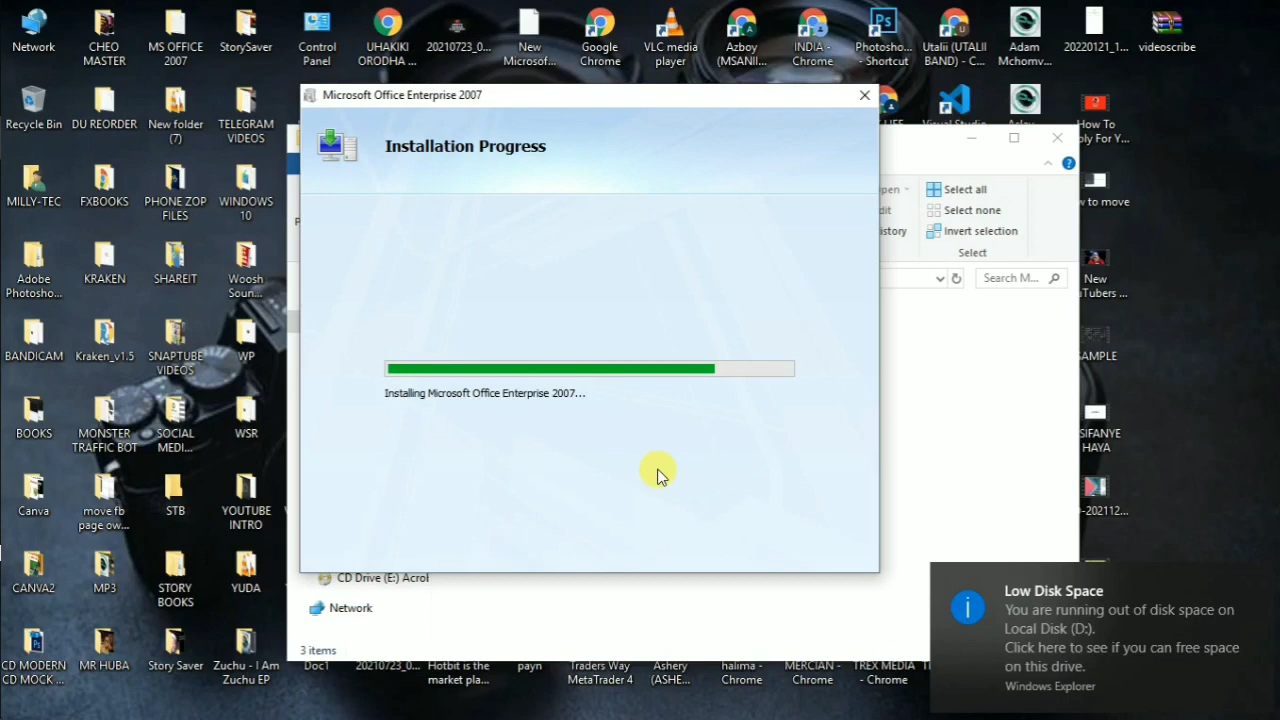 Network
CHEO
MASTER
MS OFFICE
2007
StorySaver
Control
Panel
UHAKIKI
ORODHA ...
20210723_0...
New
Microsof...
Google
Chrome
VLC media
player
Azboy
(MSANII...
INDIA -
Chrome
Photosho...
- Shortcut
Utalii (UTALII
BAND) - C...
Adam
Mchomv...
20220121_1...
videoscribe
Recycle Bin
DU REORDER
New folder
(7)
TELEGRAM
VIDEOS
How To
ply For Y...
MILLY-TEC
FXBOOKS
PHONE ZOP
FILES
WINDOWS
10
ow to move
Adobe
Photosho...
KRAKEN
SHAREIT
Woosh
Soun...
New
uTubers ...
BANDICAM
Kraken_v1.5
SNAPTUBE
VIDEOS
WP
SAMPLE
BOOKS
MONSTER
TRAFFIC BOT
SOCIAL
MEDI...
WSR
SIFANYE
HAYA
Canva
move fb
page ow...
STB
YOUTUBE
INTRO
-202112...
CANVA2
MP3
STORY
BOOKS
YUDA
CD MODERN
CD MOCK ...
MR HUBA
Story Saver
Zuchu - I Am
Zuchu EP
Doc1
20210723_0...
Hotbit is the
market pla...
payn
Traders Way
MetaTrader 4
Ashery
(ASHE...
halima -
Chrome
MERCIAN -
Chrome
TREX MEDIA
- Chrome
Microsoft Office Enterprise 2007
Installation Progress
Installing Microsoft Office Enterprise 2007...
Select all
Select none
Invert selection
Select
pen
dit
istory
Search M...
CD Drive (E:) Acrol
Network
3 items
Low Disk Space
You are running out of disk space on
Local Disk (D:).
Click here to see if you can free space
on this drive.
Windows Explorer